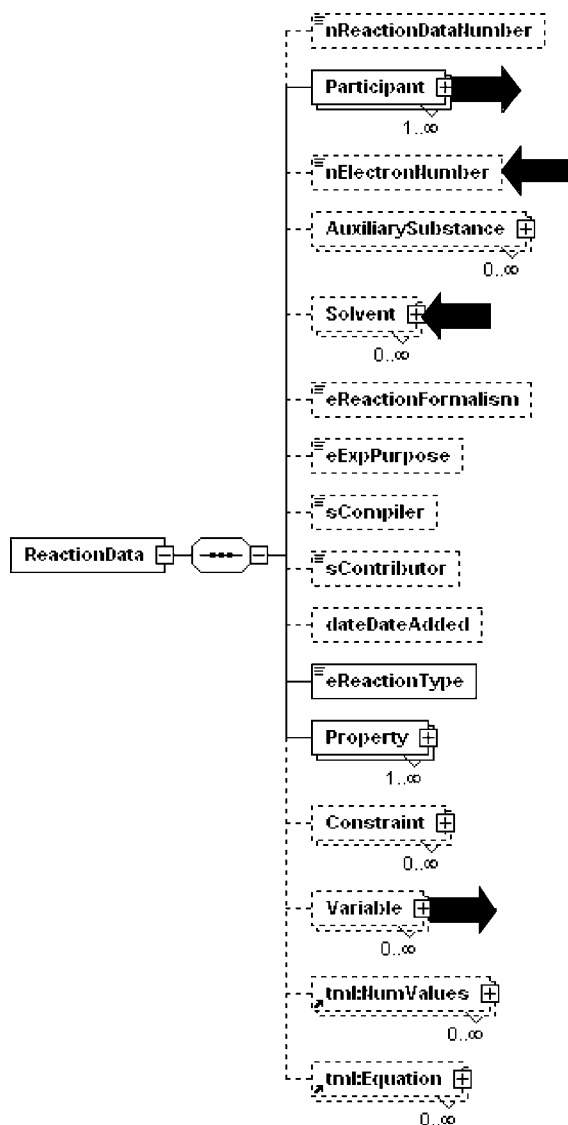 nReactionDataNumber
Participant
1..∞
nElectronNumber
AuxiliarySubstance
0..∞
Solvent
0..∞
eReactionFormalism
eExpPurpose
sCompiler
ReactionData
sContributor
dateDateAdded
eReactionType
Property
1..∞
Constraint
0..∞
Variable
0..∞
tml:NumValues
0..∞
tml:Equation
0..∞